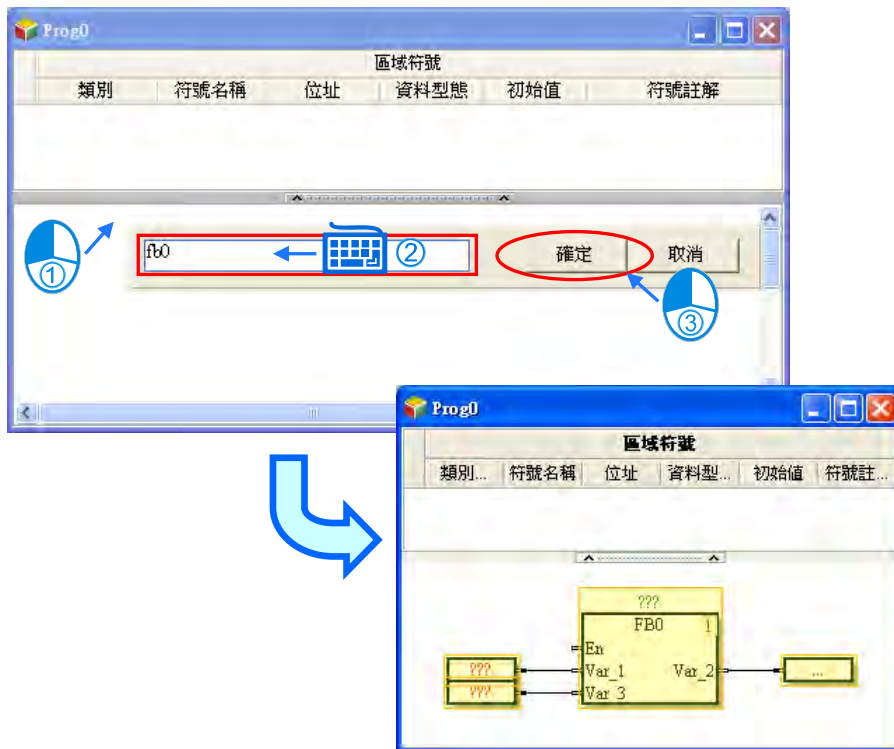 Prog0
區域符號
類別 符號名稱 位址 資料型態 初始值 符號註解
① fb0 ② 確定 取消
③
Prog0
區域符號
類別... 符號名稱 位址 資料型... 初始值 符號註...
???
FB0 1
En
??? Var_1 Var_2 ...
??? Var_3